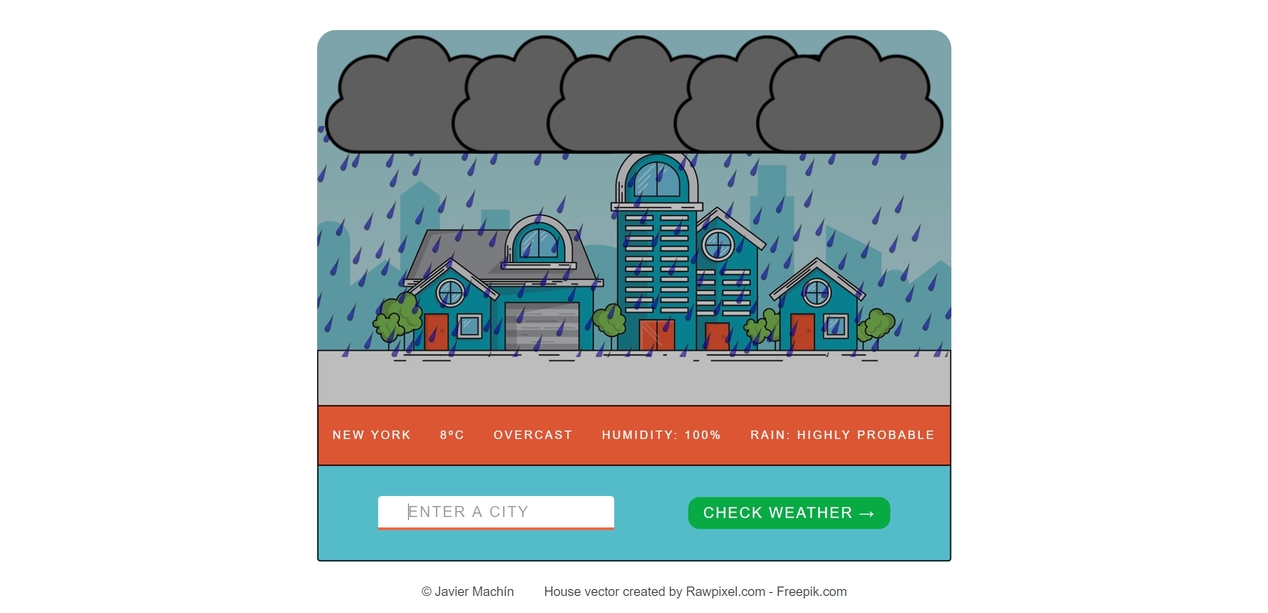 NEW YORK 8ºC OVERCAST HUMIDITY: 100% RAIN: HIGHLY PROBABLE
ENTER A CITY CHECK WEATHER →
© Javier Machín House vector created by Rawpixel.com - Freepik.com